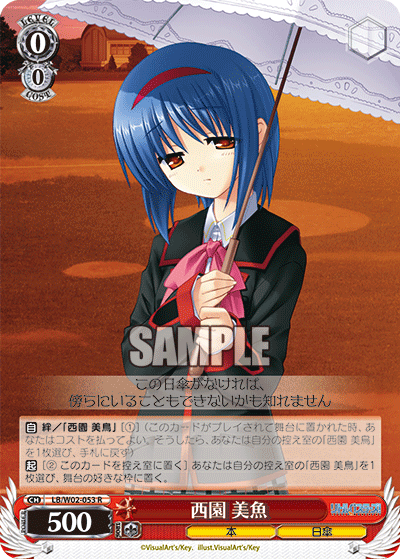 LEVEL
0
0
COST
SAMPLE
この日傘がなければ、
傍らにいることもできないかも知れません
自 絆／「西園 美鳥」 [①] （このカードがプレイされて舞台に置かれた時、あ
なたはコストを払ってよい。そうしたら、あなたは自分の控え室の「西園 美鳥」
を1枚選び、手札に戻す）
起 [② このカードを控え室に置く] あなたは自分の控え室の「西園 美鳥」を1
枚選び、舞台の好きな枠に置く。
CH LB/W02-053 R
500
西園 美魚
本 日傘
©VisualArt's/Key. illust.VisualArt's/Key.